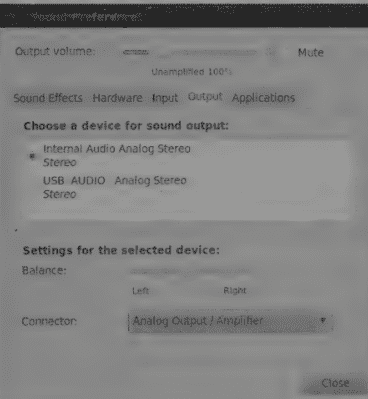 Sound Preferences
Output volume: Mute
Unamplified 100%
Sound Effects Hardware Input Output Applications
Choose a device for sound output:
Internal Audio Analog Stereo
Stereo
USB AUDIO Analog Stereo
Stereo
Settings for the selected device:
Balance:
Left Right
Connector: Analog Output / Amplifier
Close